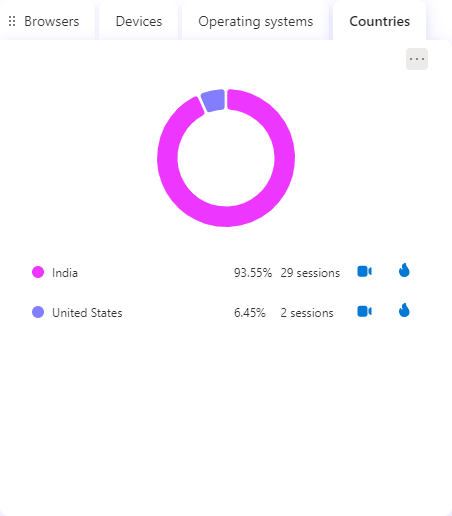 Browsers Devices Operating systems Countries
India 93.55% 29 sessions
United States 6.45% 2 sessions